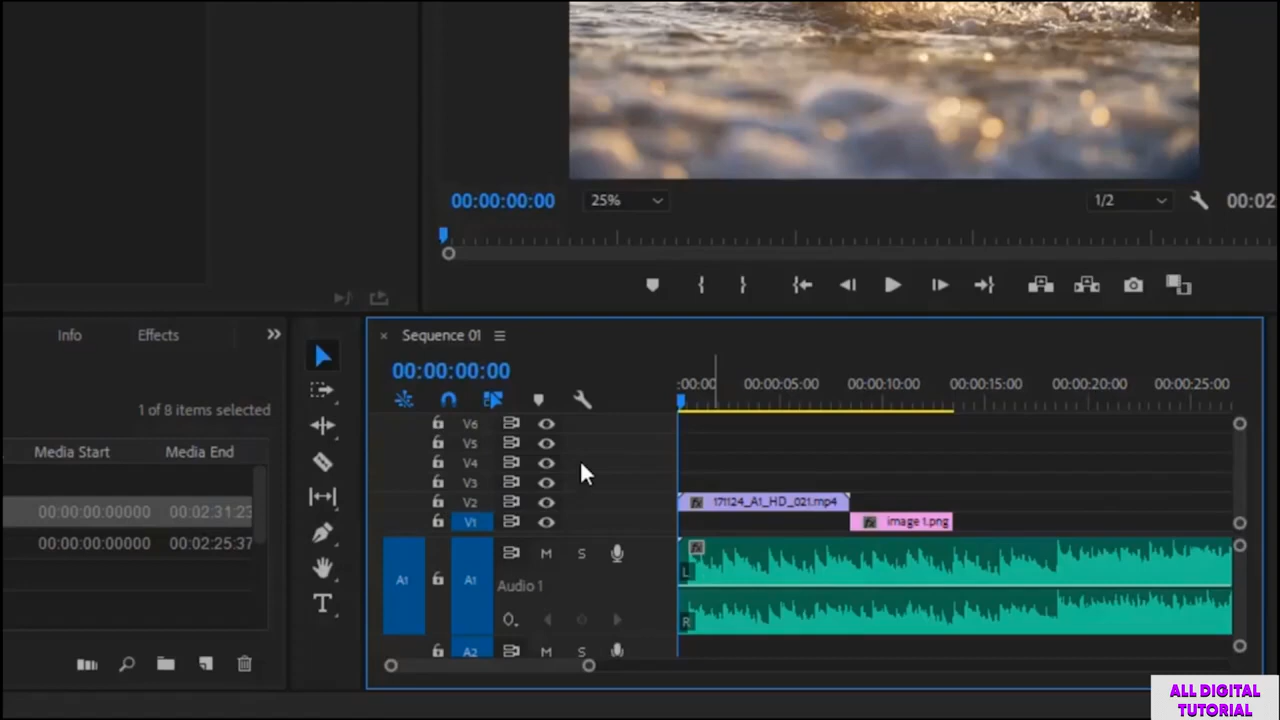 00:00:00:00
25%
1/2
00:02
Info
Effects
Sequence 01
00:00:00:00
:00:00
00:00:05:00
00:00:10:00
00:00:15:00
00:00:20:00
00:00:25:00
1 of 8 items selected
Media Start
Media End
00:00:00:00000
00:02:31:23
00:00:00:00000
00:02:25:37
V6
V5
V4
V3
V2
V1
171124_A1_HD_021.mp4
image 1.png
A1
A1
M
S
Audio 1
L
R
A2
M
S
T
ALL DIGITAL
TUTORIAL